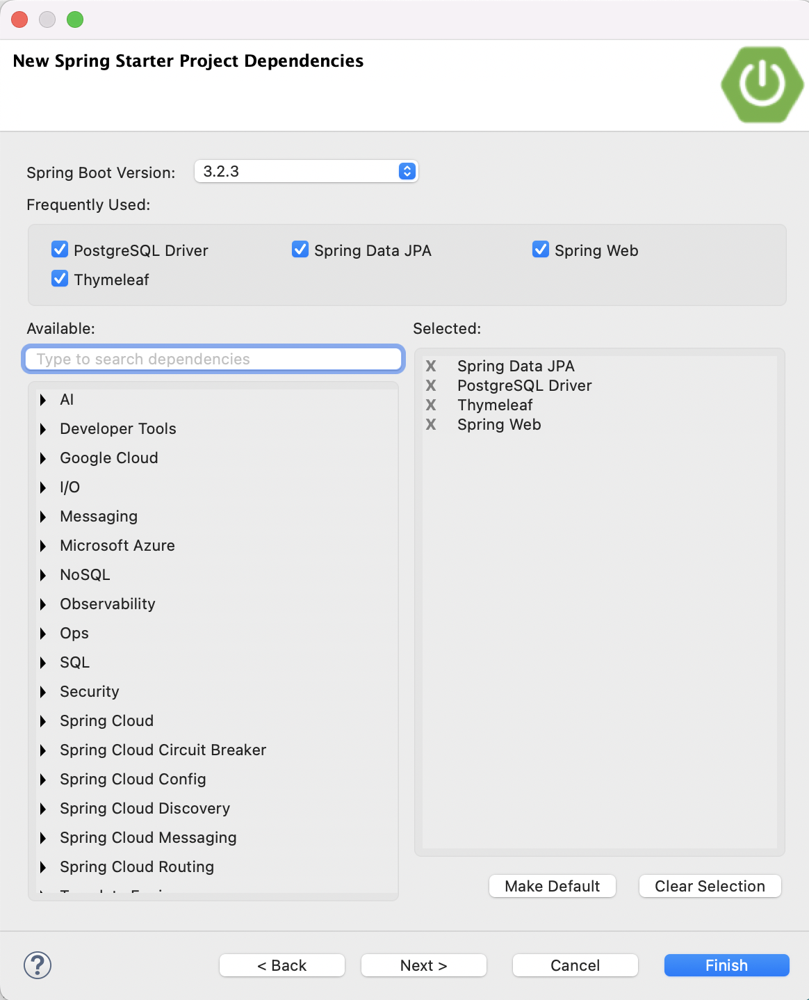 New Spring Starter Project Dependencies
Spring Boot Version: 3.2.3
Frequently Used:
PostgreSQL Driver Spring Data JPA Spring Web
Thymeleaf
Available:
Type to search dependencies
AI
Developer Tools
Google Cloud
I/O
Messaging
Microsoft Azure
NoSQL
Observability
Ops
SQL
Security
Spring Cloud
Spring Cloud Circuit Breaker
Spring Cloud Config
Spring Cloud Discovery
Spring Cloud Messaging
Spring Cloud Routing
Selected:
X Spring Data JPA
X PostgreSQL Driver
X Thymeleaf
X Spring Web
Make Default Clear Selection
? < Back Next > Cancel Finish